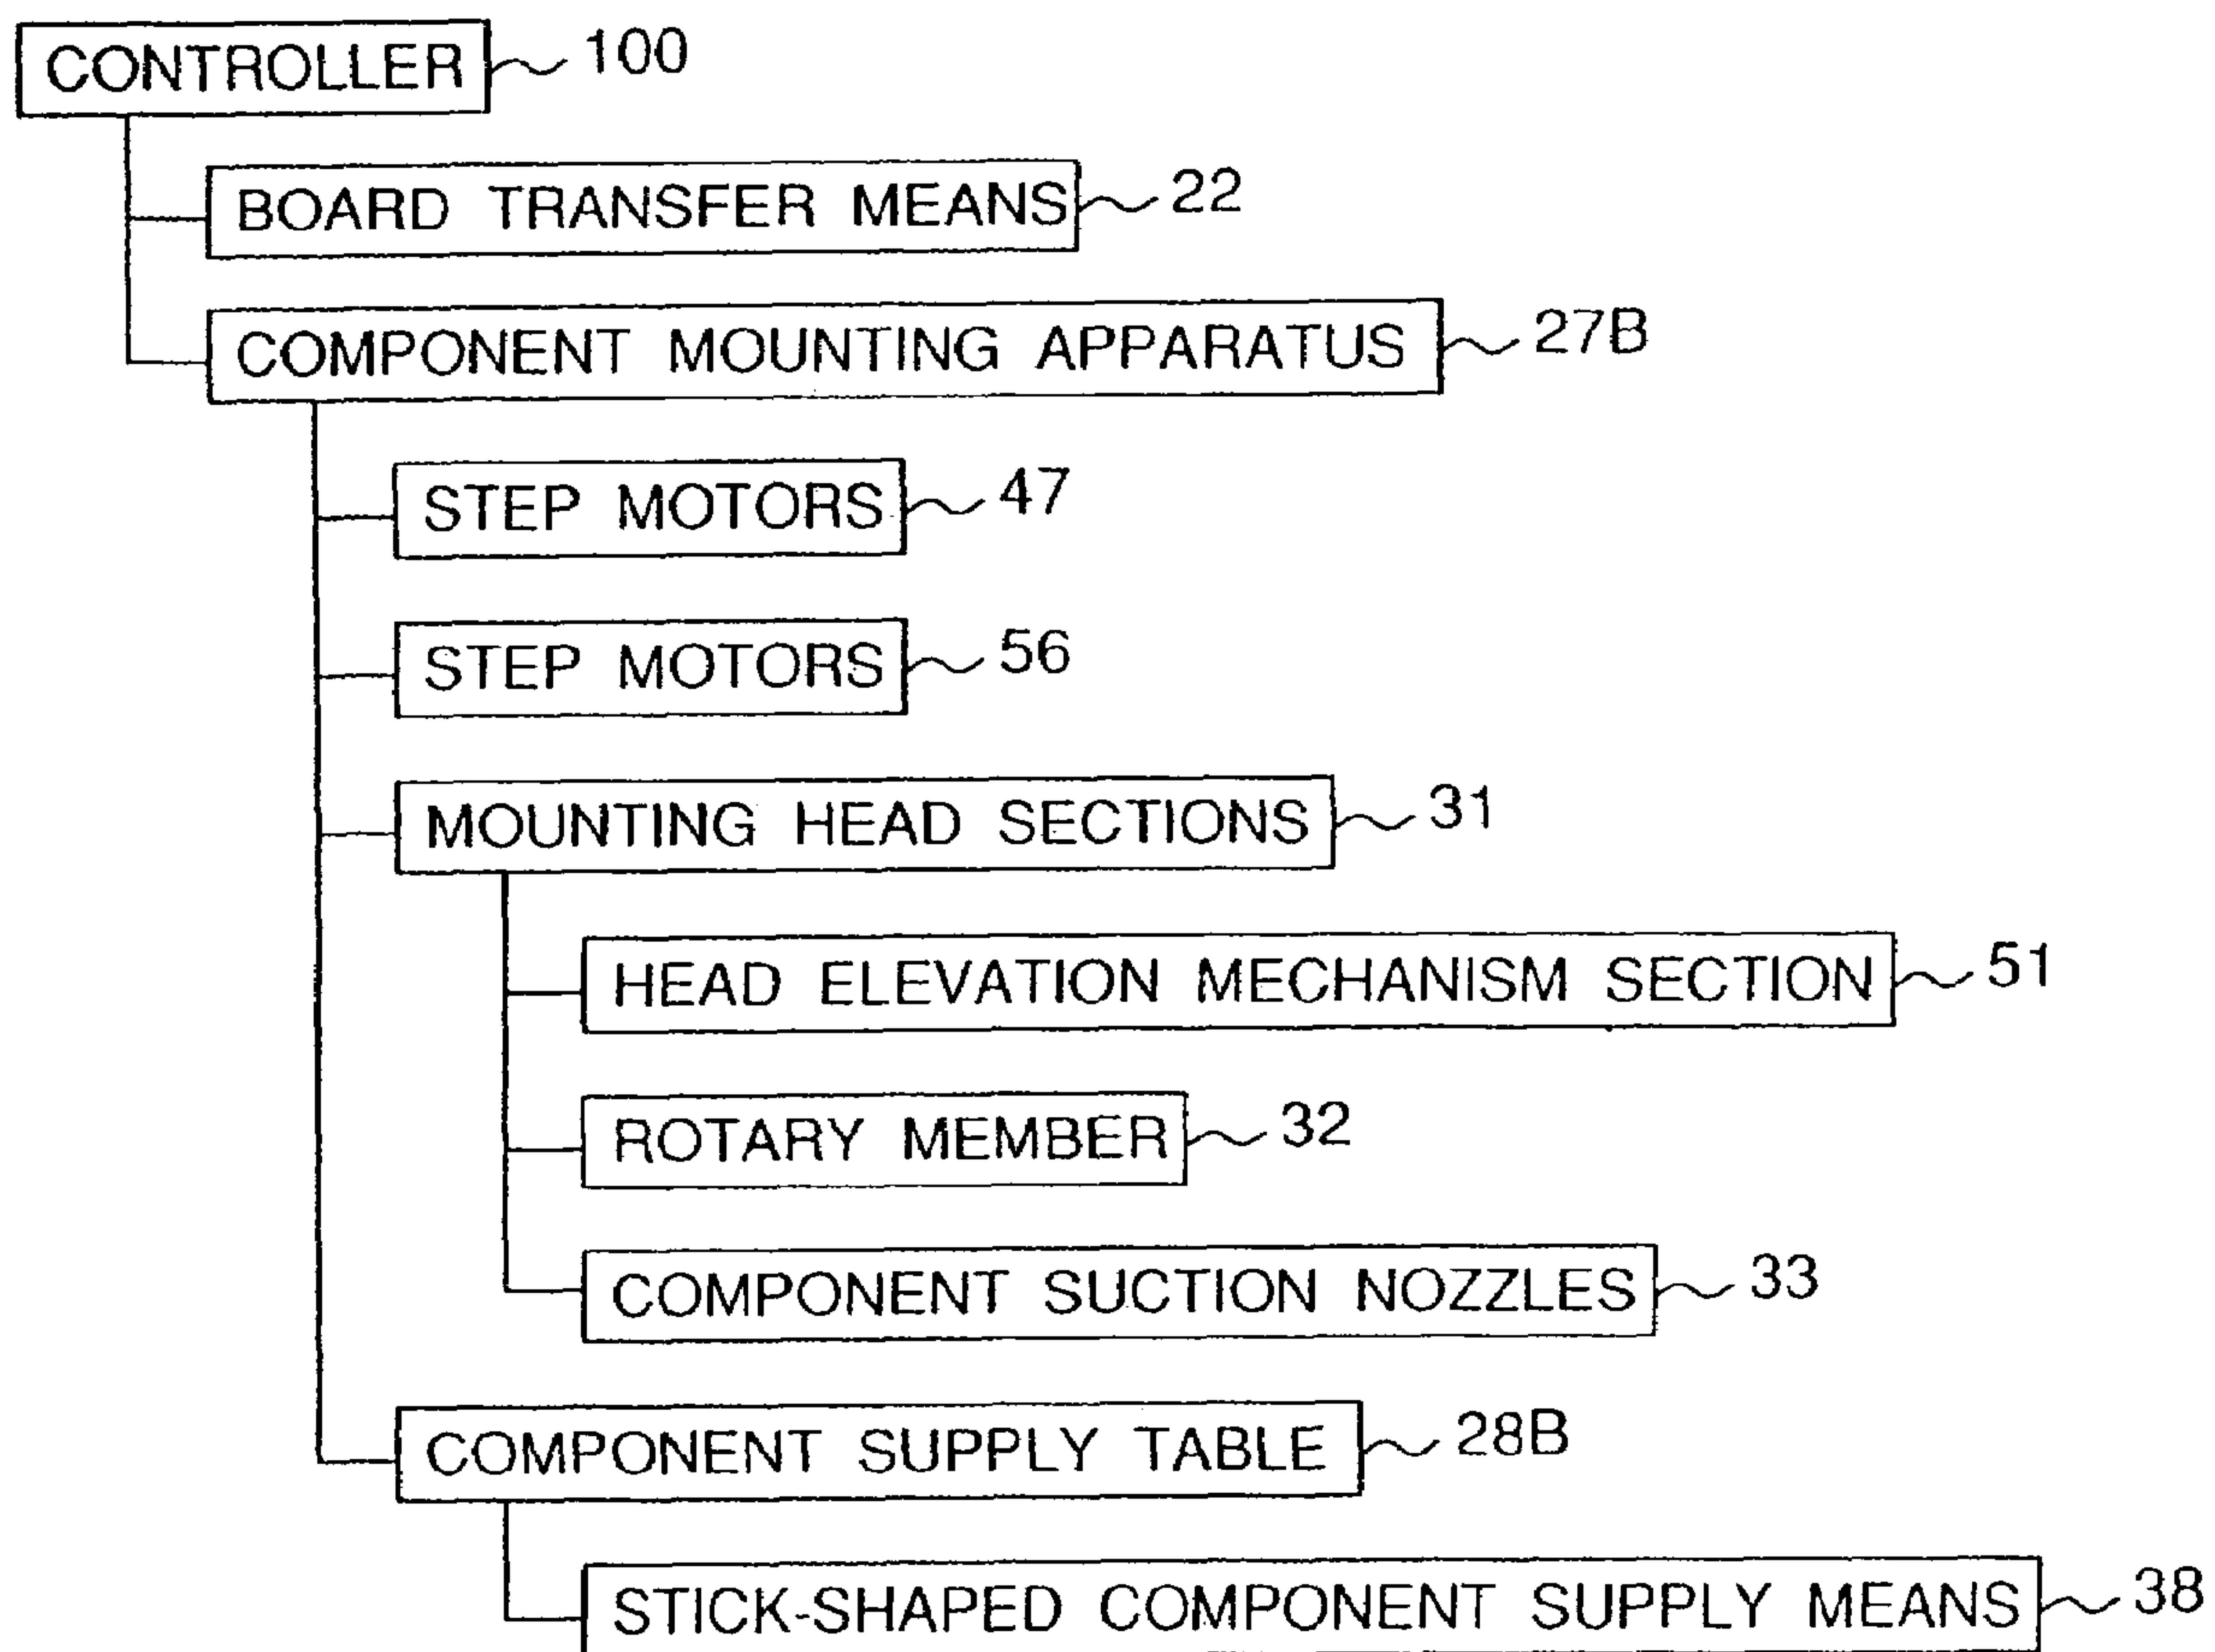 CONTROLLER 100
BOARD TRANSFER MEANS 22
COMPONENT MOUNTING APPARATUS 27B
STEP MOTORS 47
STEP MOTORS 56
MOUNTING HEAD SECTIONS 31
HEAD ELEVATION MECHANISM SECTION 51
ROTARY MEMBER 32
COMPONENT SUCTION NOZZLES 33
COMPONENT SUPPLY TABLE 28B
STICK-SHAPED COMPONENT SUPPLY MEANS 38